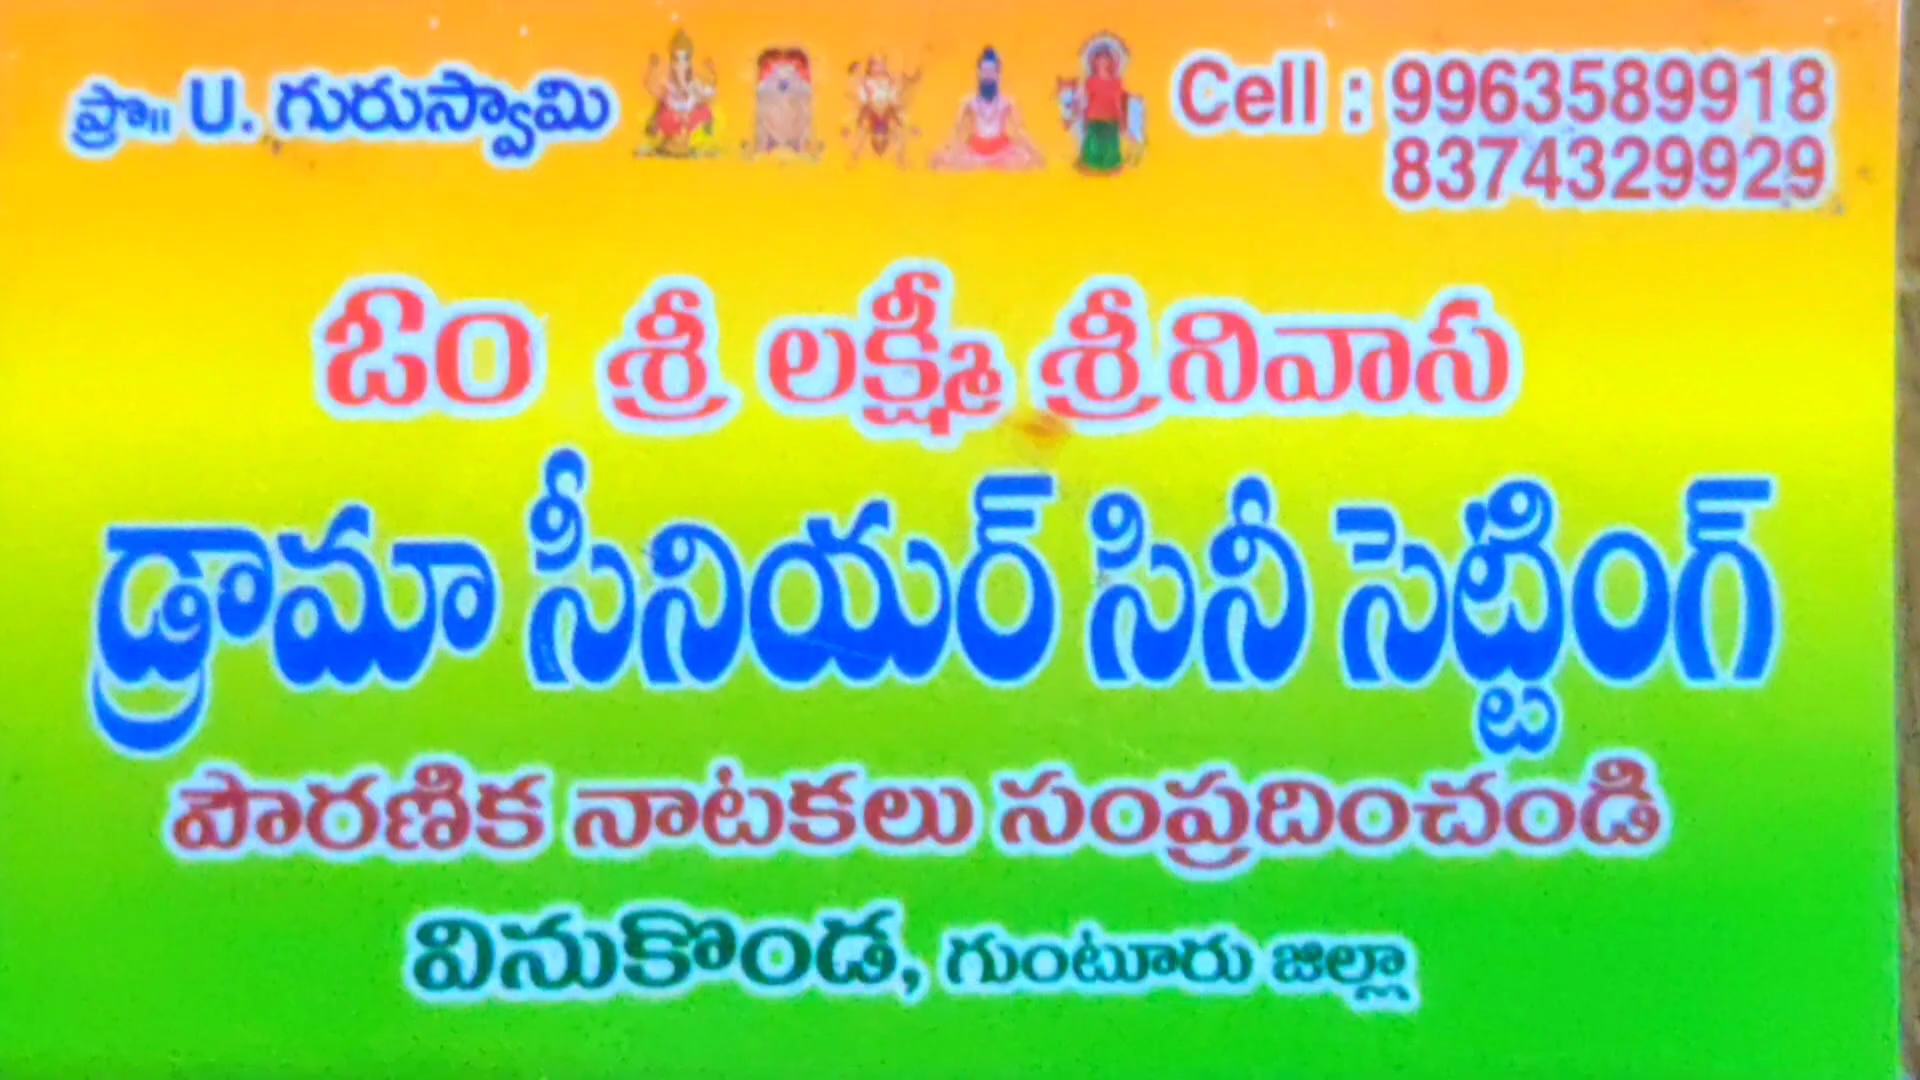 ప్రొ॥ U. గురుస్వామి
Cell : 9963589918
8374329929
ఓం శ్రీ లక్ష్మీ శ్రీనివాస
డ్రామా సీనియర్ సినీ సెట్టింగ్
పౌరణిక నాటకలు సంప్రదించండి
వినుకొండ, గుంటూరు జిల్లా